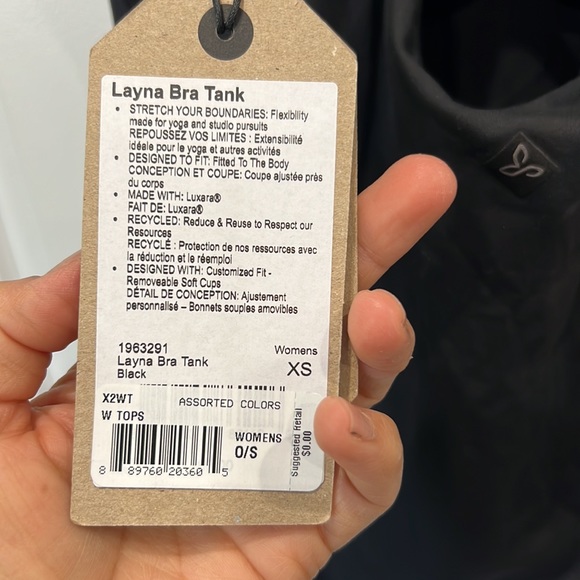 Layna Bra Tank
• STRETCH YOUR BOUNDARIES: Flexibility
made for yoga and studio pursuits
REPOUSSEZ VOS LIMITES : Extensibilité
idéale pour le yoga et autres activités
• DESIGNED TO FIT: Fitted To The Body
CONCEPTION ET COUPE: Coupe ajustée près
du corps
• MADE WITH: Luxara®
FAIT DE: Luxara®
• RECYCLED: Reduce & Reuse to Respect our
Resources
RECYCLÉ : Protection de nos ressources avec
la réduction et le réemploi
• DESIGNED WITH: Customized Fit -
Removeable Soft Cups
DÉTAIL DE CONCEPTION: Ajustement
personnalisé – Bonnets souples amovibles
1963291
Layna Bra Tank
Black
Womens
XS
X2WT
ASSORTED COLORS
W TOPS
WOMENS
O/S
Suggested Retail
$0.00
8 89760 20360 5